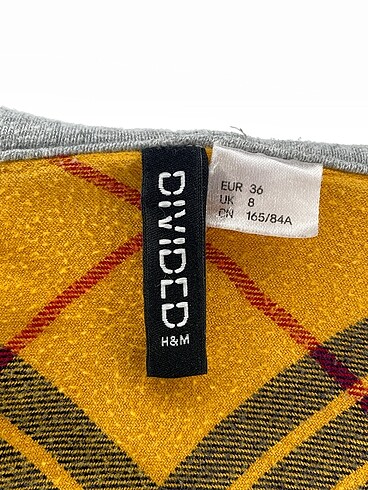 DIVIDED
H&M
EUR 36
UK 8
CN 165/84A